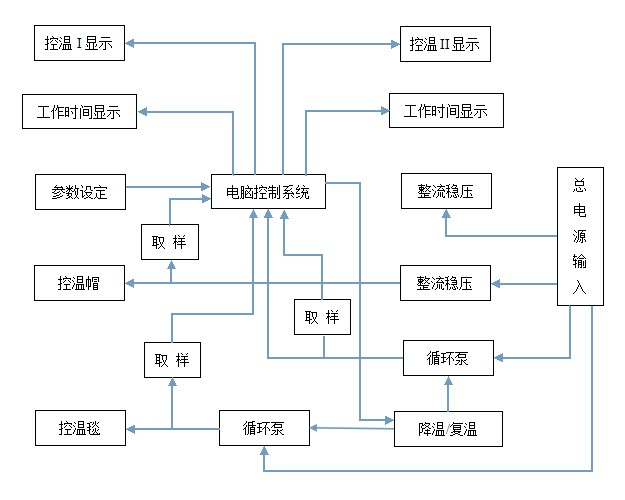 控温Ⅰ显示
控温Ⅱ显示
工作时间显示
工作时间显示
参数设定
电脑控制系统
整流稳压
总电源输入
取 样
控温帽
整流稳压
取 样
取 样
循环泵
控温毯
循环泵
降温/复温